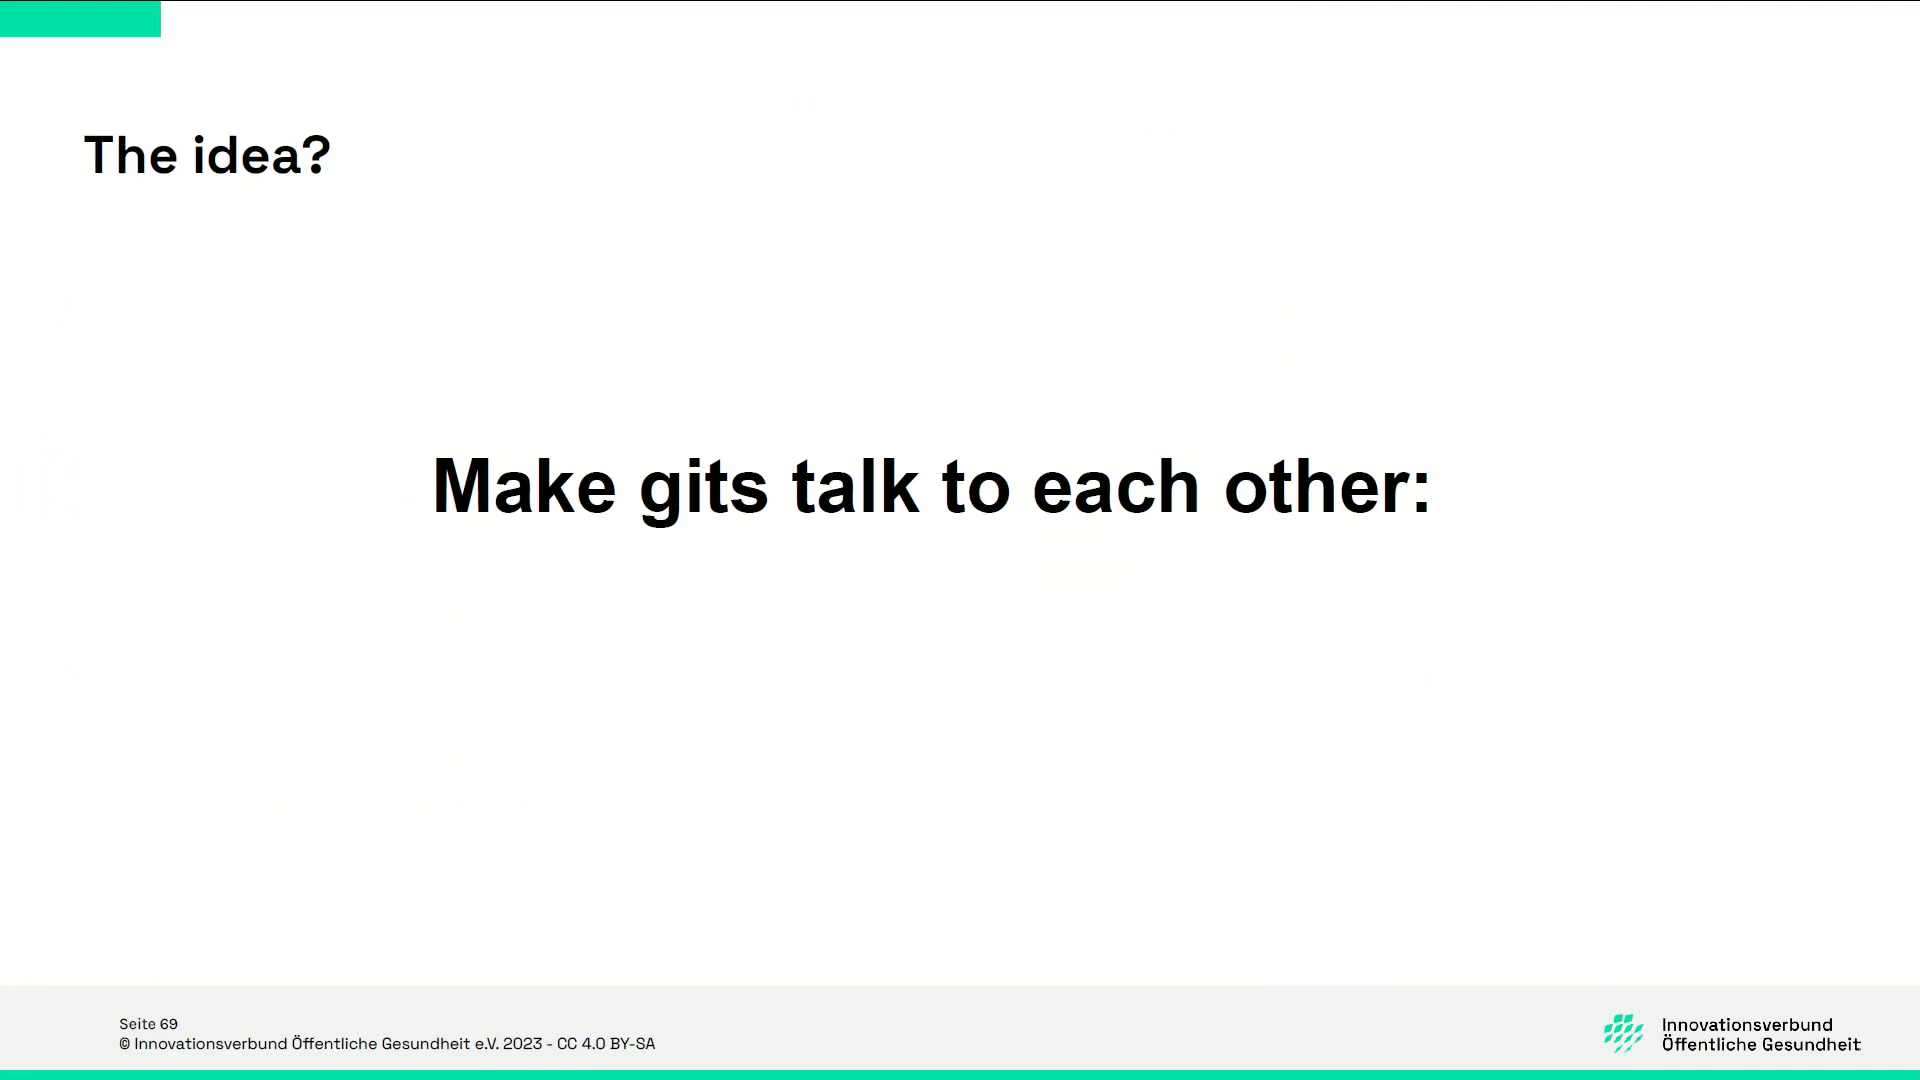 The idea?
Make gits talk to each other:
Seite 69
© Innovationsverbund Öffentliche Gesundheit e.V. 2023 - CC 4.0 BY-SA
Innovationsverbund
Öffentliche Gesundheit